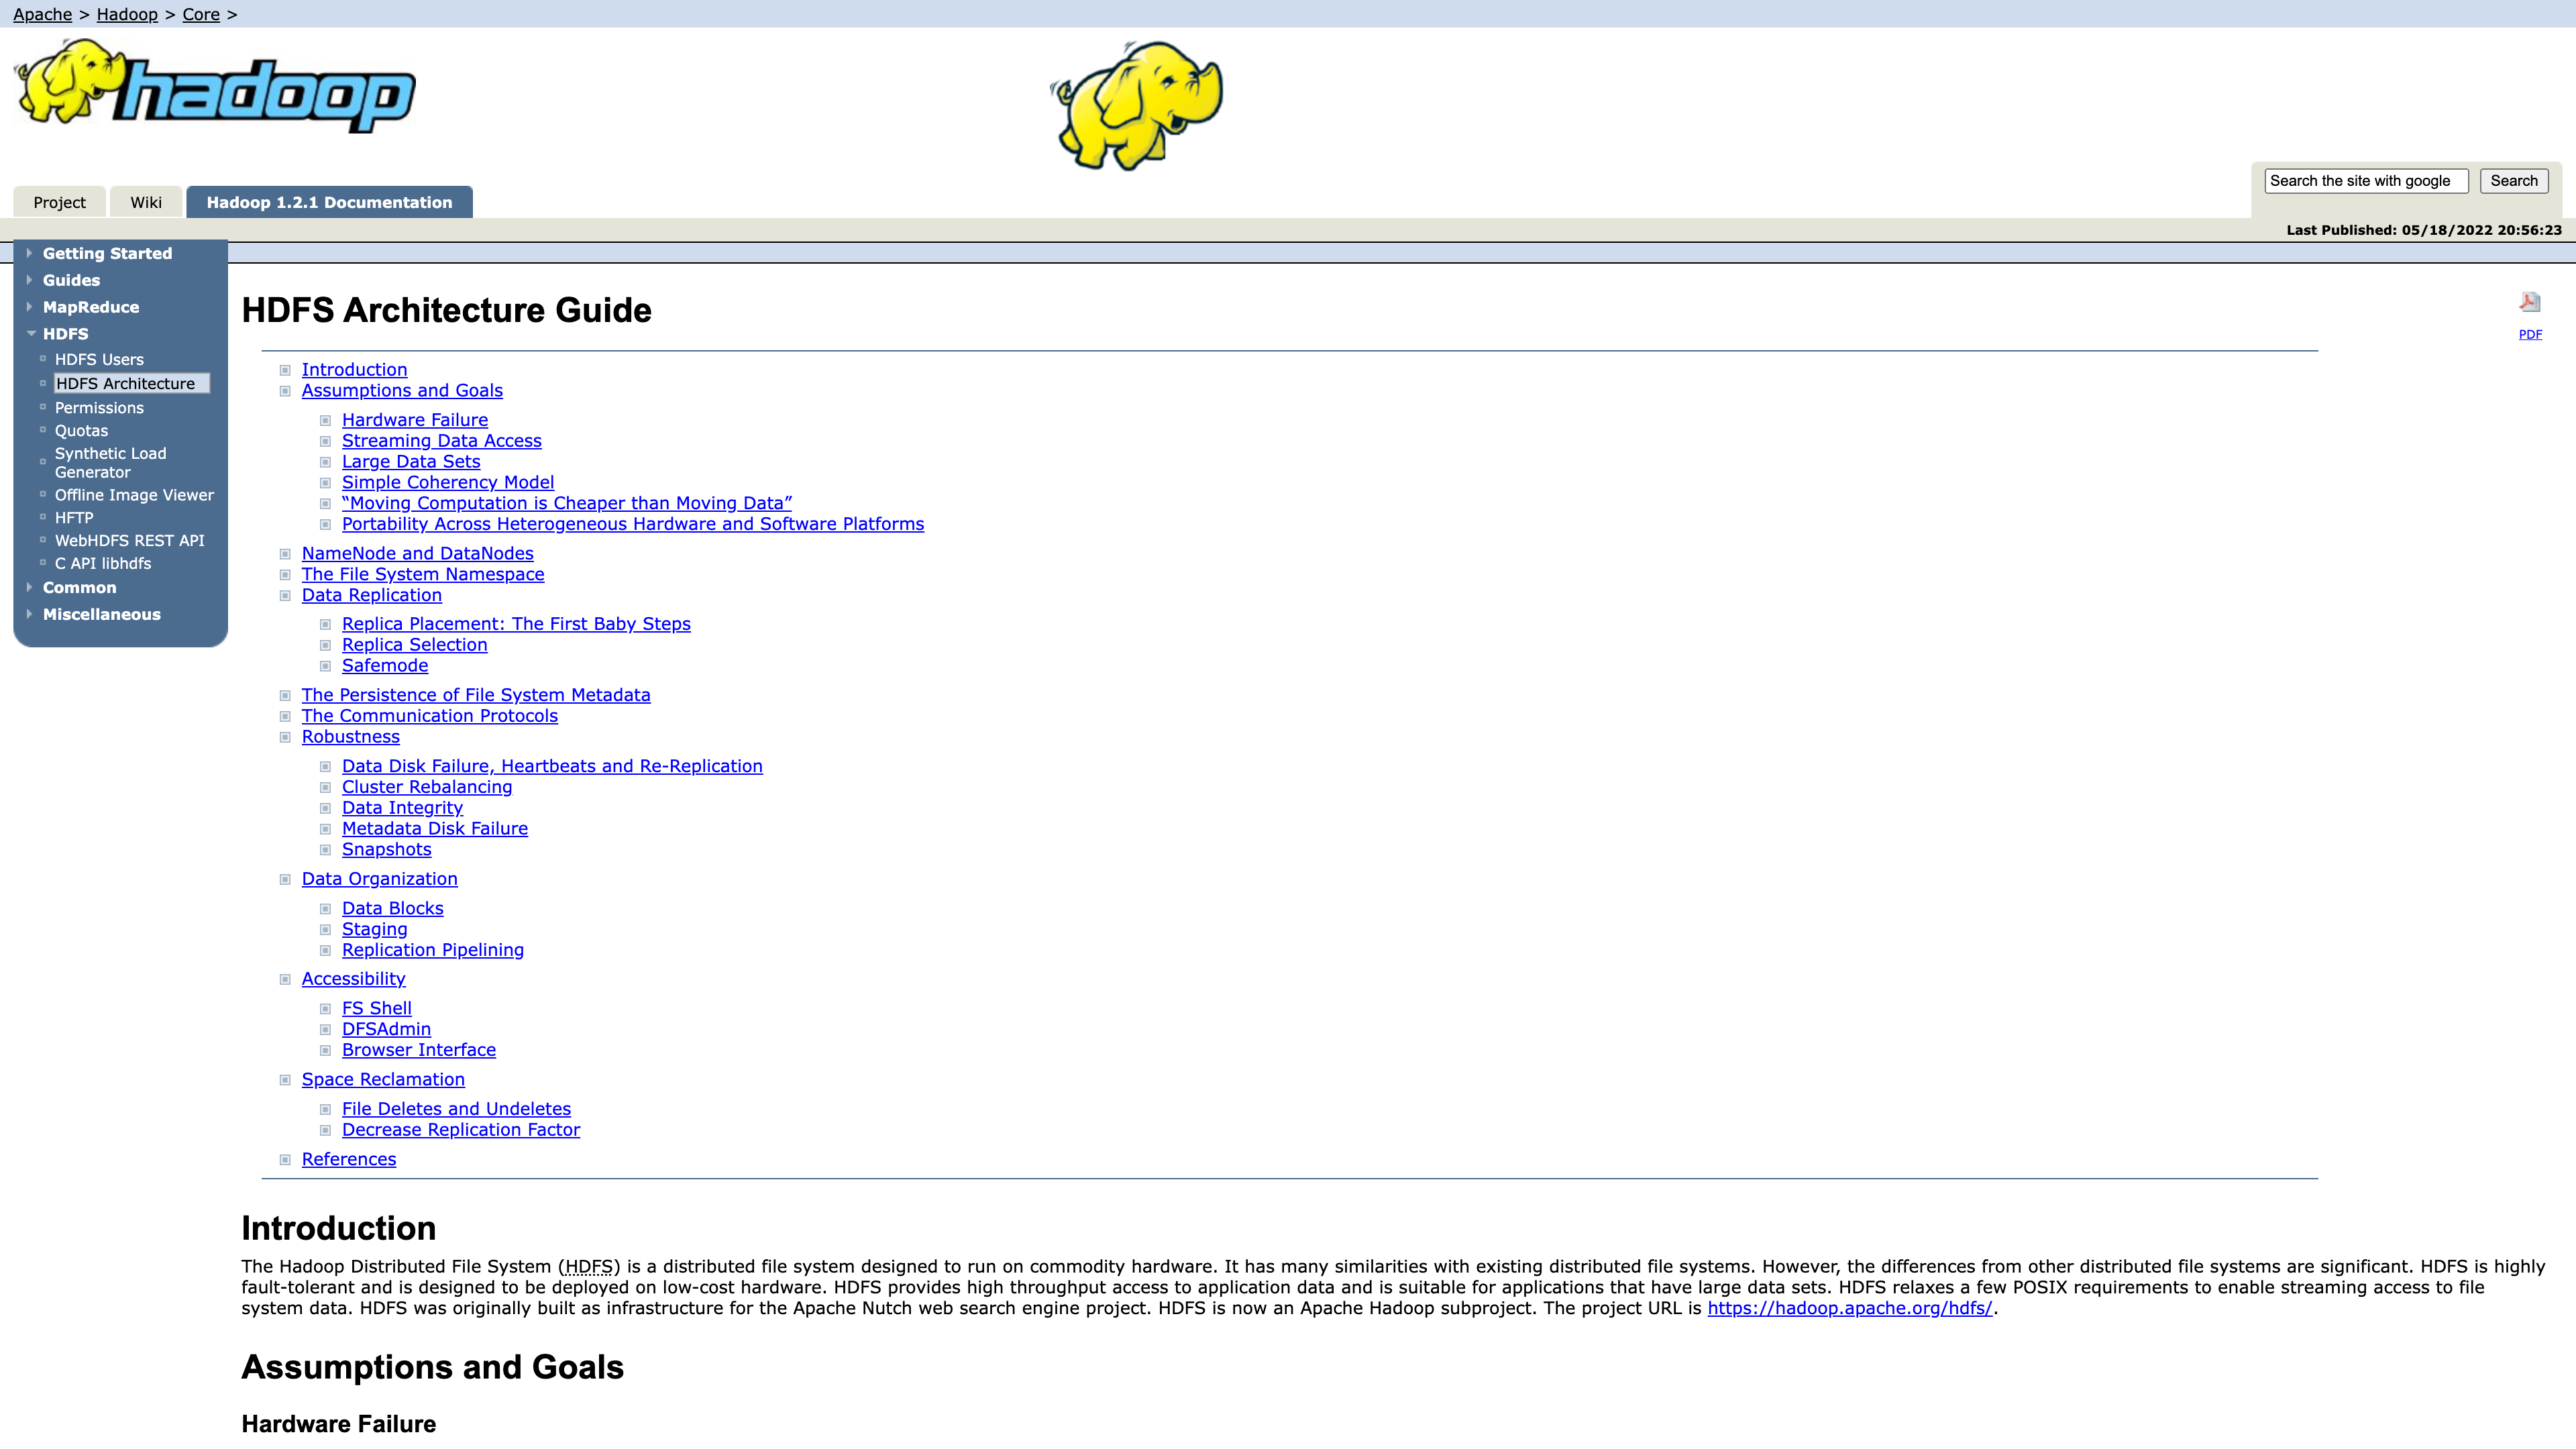 Apache > Hadoop > Core >
hadoop
Project
Wiki
Hadoop 1.2.1 Documentation
Search the site with google
Search
Last Published: 05/18/2022 20:56:23
Getting Started
Guides
MapReduce
HDFS
HDFS Users
HDFS Architecture
Permissions
Quotas
Synthetic Load
Generator
Offline Image Viewer
HFTP
WebHDFS REST API
C API libhdfs
Common
Miscellaneous
HDFS Architecture Guide
PDF
Introduction
Assumptions and Goals
Hardware Failure
Streaming Data Access
Large Data Sets
Simple Coherency Model
“Moving Computation is Cheaper than Moving Data”
Portability Across Heterogeneous Hardware and Software Platforms
NameNode and DataNodes
The File System Namespace
Data Replication
Replica Placement: The First Baby Steps
Replica Selection
Safemode
The Persistence of File System Metadata
The Communication Protocols
Robustness
Data Disk Failure, Heartbeats and Re-Replication
Cluster Rebalancing
Data Integrity
Metadata Disk Failure
Snapshots
Data Organization
Data Blocks
Staging
Replication Pipelining
Accessibility
FS Shell
DFSAdmin
Browser Interface
Space Reclamation
File Deletes and Undeletes
Decrease Replication Factor
References
Introduction
The Hadoop Distributed File System (HDFS) is a distributed file system designed to run on commodity hardware. It has many similarities with existing distributed file systems. However, the differences from other distributed file systems are significant. HDFS is highly
fault-tolerant and is designed to be deployed on low-cost hardware. HDFS provides high throughput access to application data and is suitable for applications that have large data sets. HDFS relaxes a few POSIX requirements to enable streaming access to file
system data. HDFS was originally built as infrastructure for the Apache Nutch web search engine project. HDFS is now an Apache Hadoop subproject. The project URL is https://hadoop.apache.org/hdfs/.
Assumptions and Goals
Hardware Failure